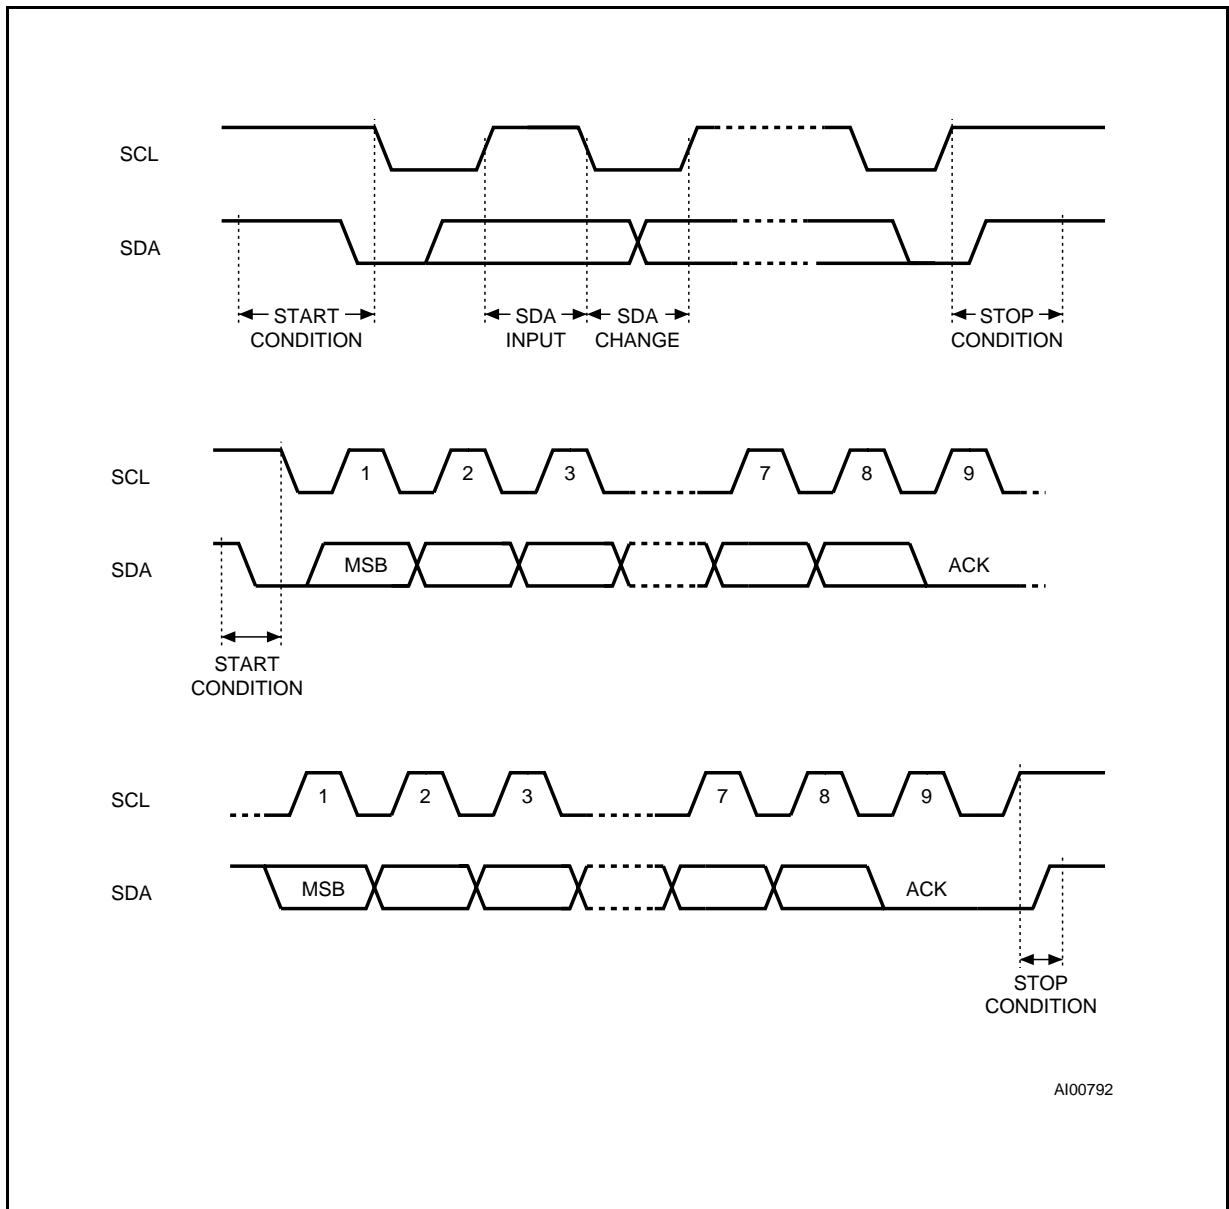 SCL
SDA
START
CONDITION
SDA
INPUT
SDA
CHANGE
STOP
CONDITION
SCL
1 2 3 7 8 9
SDA
MSB ACK
START
CONDITION
SCL
1 2 3 7 8 9
SDA
MSB ACK
STOP
CONDITION
AI00792